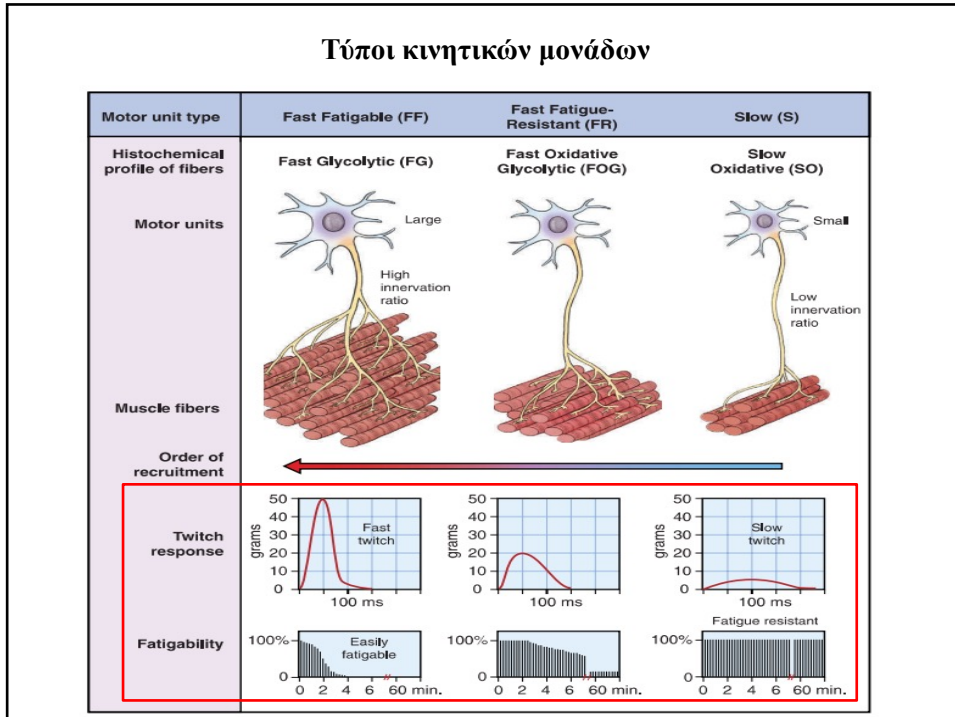 Τύποι κινητικών μονάδων
Motor unit type
Fast Fatigable (FF)
Fast Fatigue-
Resistant (FR)
Slow (S)
Histochemical
profile of fibers
Fast Glycolytic (FG)
Fast Oxidative
Glycolytic (FOG)
Slow
Oxidative (SO)
Motor units
Large
Small
High
innervation
ratio
Low
innervation
ratio
Muscle fibers
Order of
recruitment
Twitch
response
grams
50
40
30
20
10
0
Fast
twitch
100 ms
grams
50
40
30
20
10
0
100 ms
grams
50
40
30
20
10
0
Slow
twitch
100 ms
Fatigability
100%
0
Easily
fatigable
0 2 4 6 60 min.
100%
0
0 2 4 6 60 min.
Fatigue resistant
100%
0
0 2 4 6 60 min.